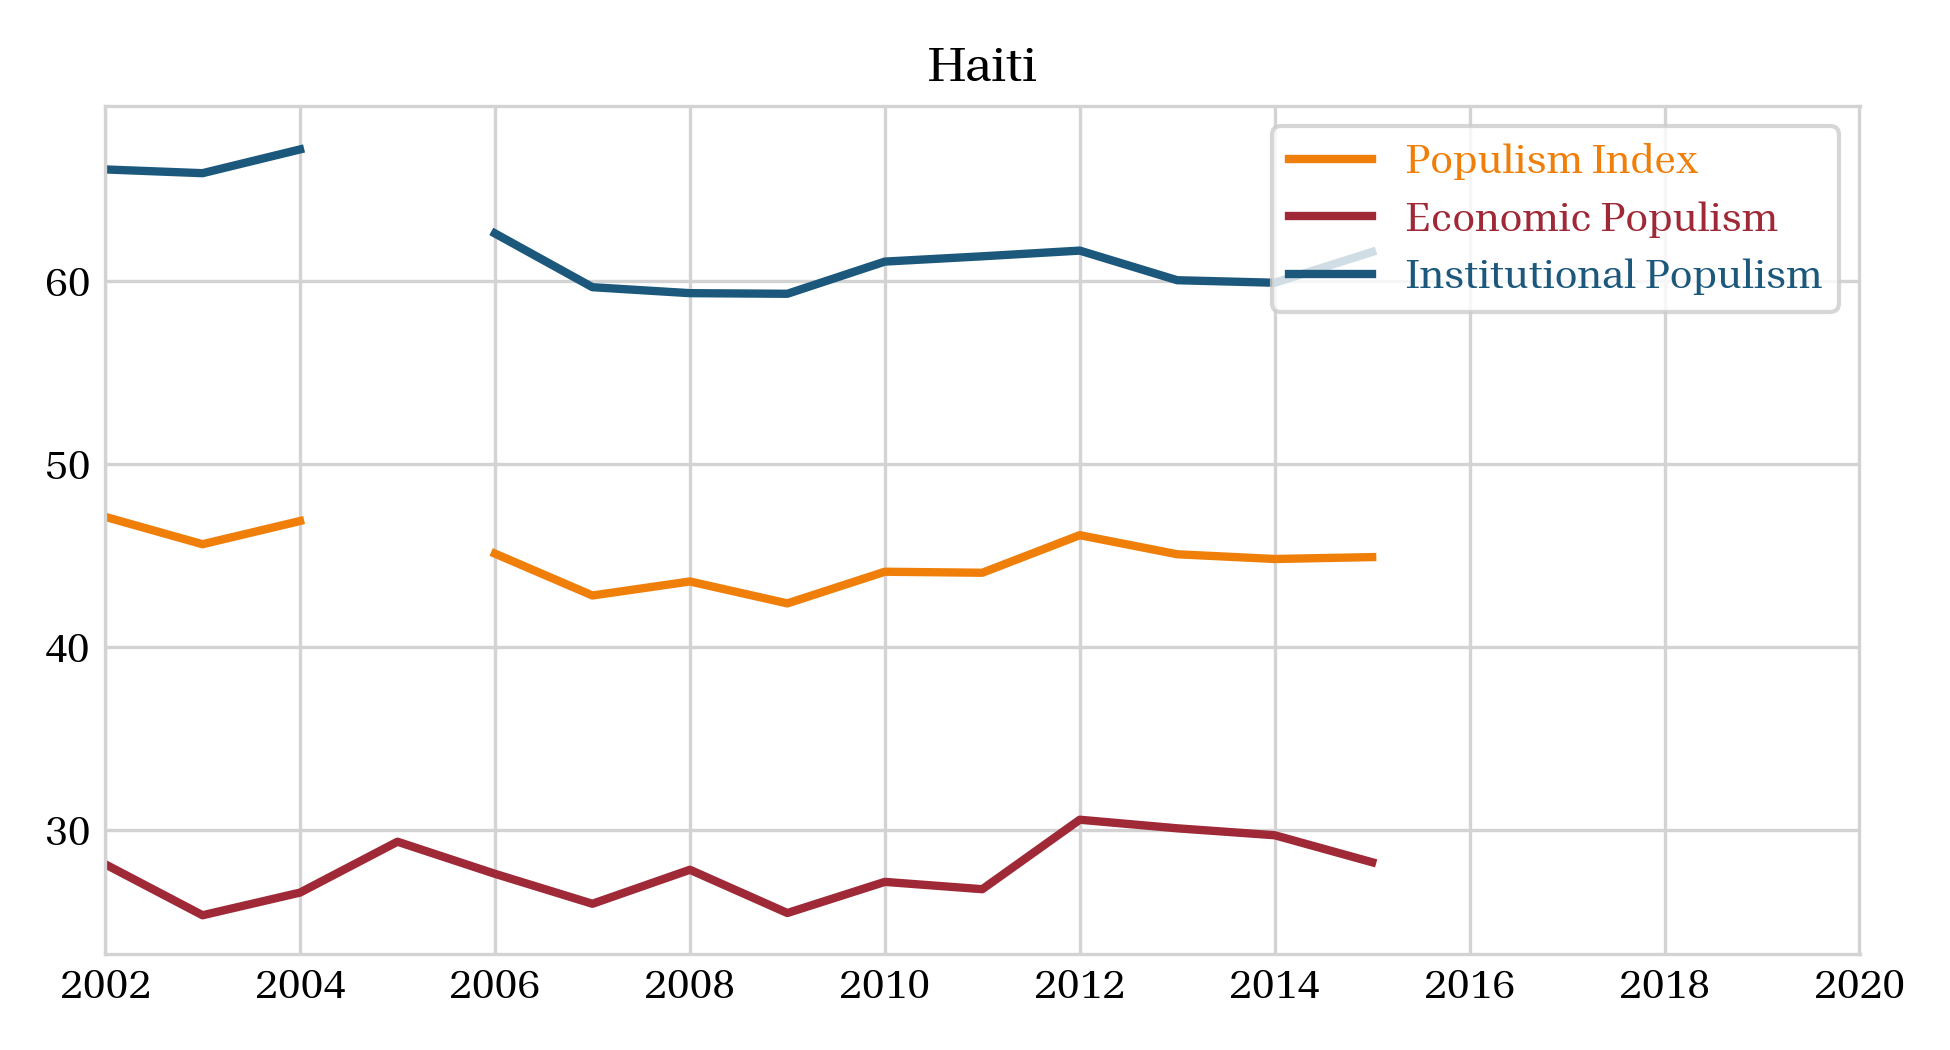 Haiti
Populism Index
Economic Populism
Institutional Populism
60
50
40
30
2002 2004 2006 2008 2010 2012 2014 2016 2018 2020